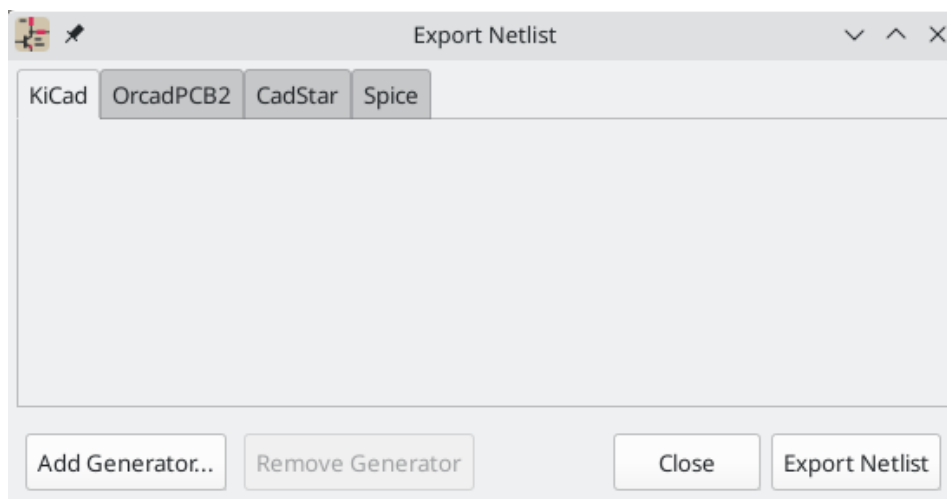 Export Netlist
KiCad OrcadPCB2 CadStar Spice
Add Generator... Remove Generator Close Export Netlist